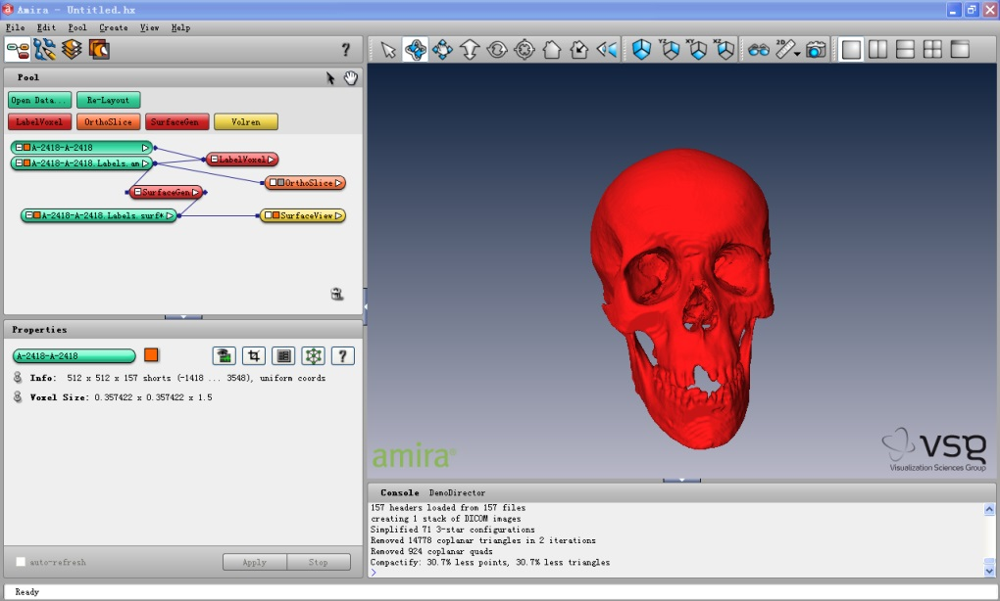 Amira - Untitled.hx
File Edit Pool Create View Help
?
YZ XY XZ 2D
Pool
Open Data... Re-Layout
LabelVoxel OrthoSlice SurfaceGen Volren
A-2418-A-2418
A-2418-A-2418.Labels.am
LabelVoxel
OrthoSlice
SurfaceGen
A-2418-A-2418.Labels.surf*
SurfaceView
Properties
A-2418-A-2418
?
Info: 512 x 512 x 157 shorts (-1418 ... 3548), uniform coords
Voxel Size: 0.357422 x 0.357422 x 1.5
auto-refresh
Apply Stop
amira
vsg
Visualization Sciences Group
Console DemoDirector
157 headers loaded from 157 files
creating 1 stack of DICOM images
Simplified 71 3-star configurations
Removed 14778 coplanar triangles in 2 iterations
Removed 924 coplanar quads
Compactify: 30.7% less points, 30.7% less triangles
>
Ready